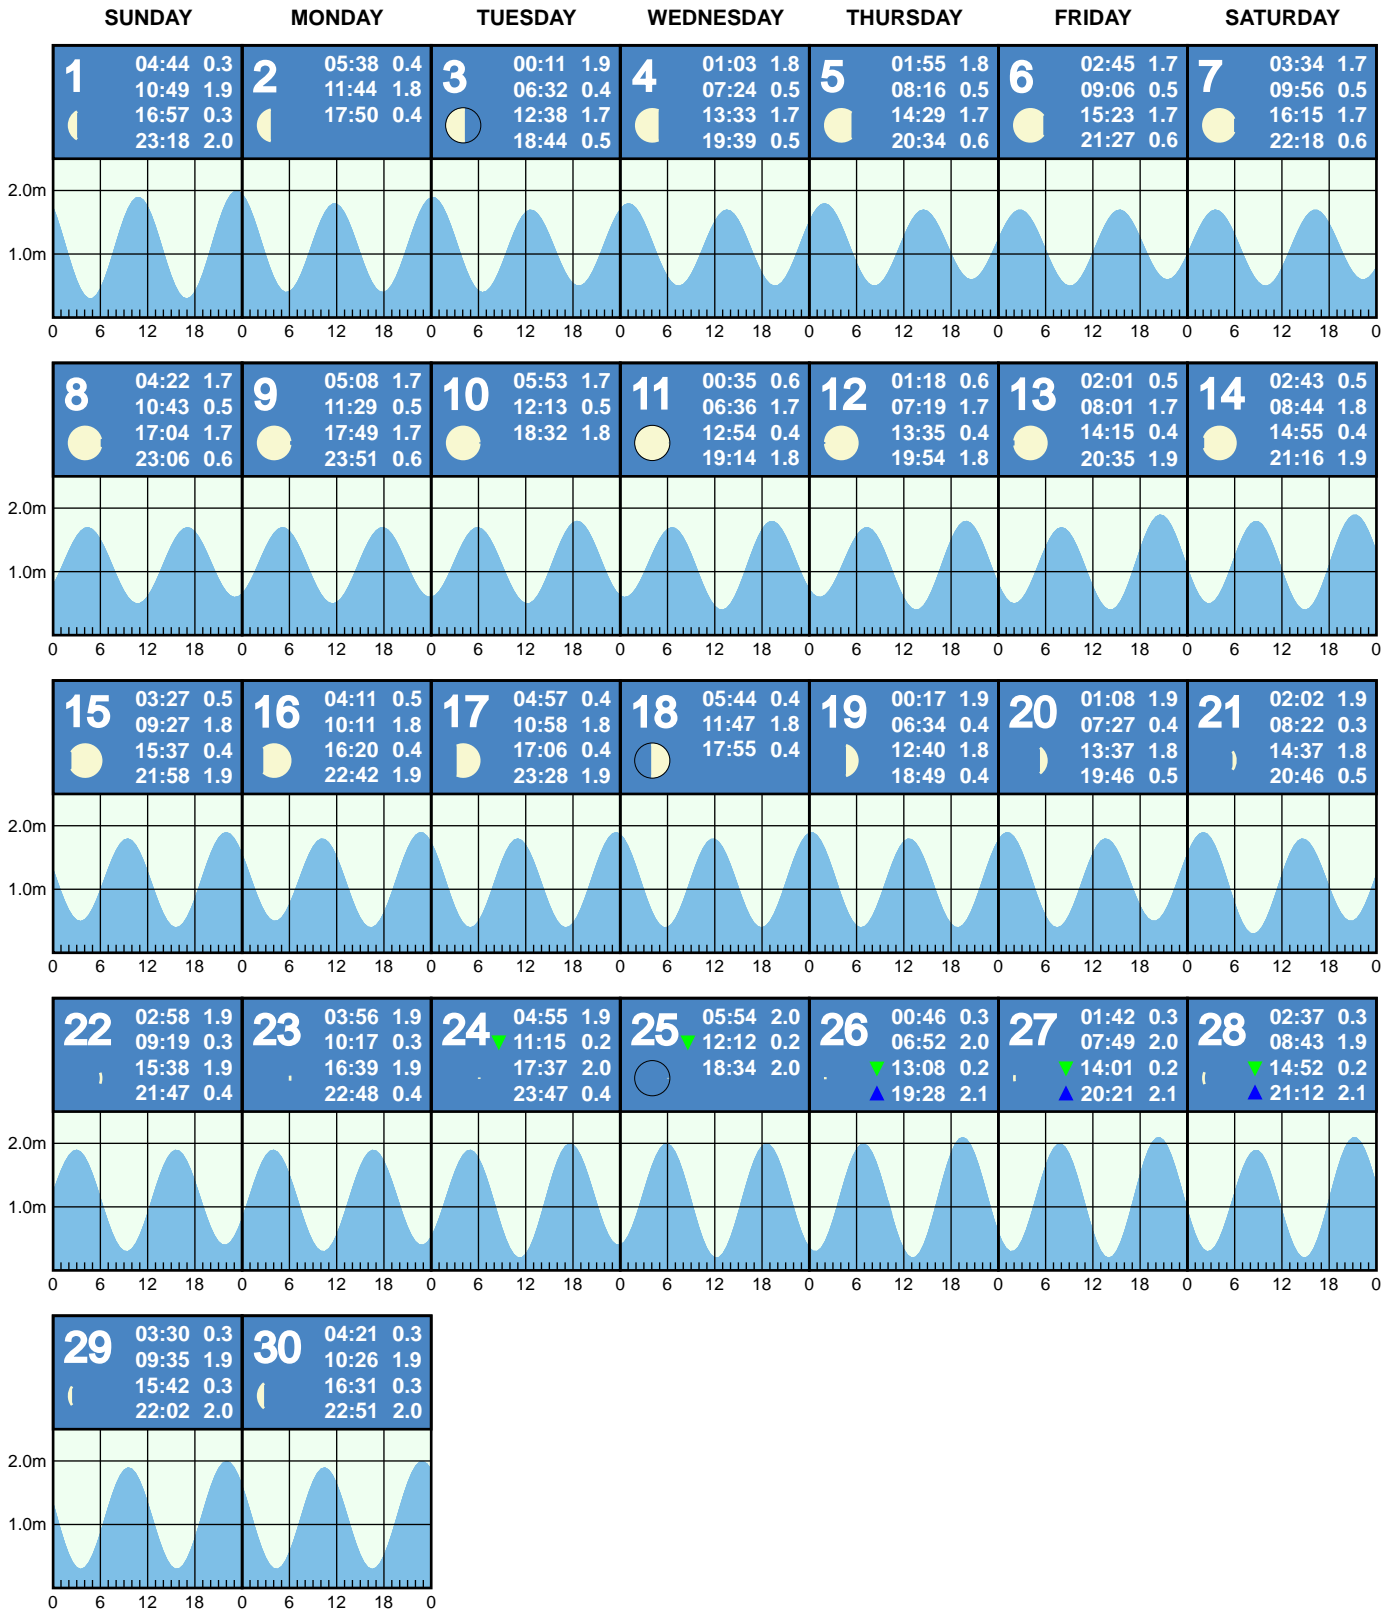 SUNDAY MONDAY TUESDAY WEDNESDAY THURSDAY FRIDAY SATURDAY
1 04:44 0.3
10:49 1.9
16:57 0.3
23:18 2.0
2 05:38 0.4
11:44 1.8
17:50 0.4
3 00:11 1.9
06:32 0.4
12:38 1.7
18:44 0.5
4 01:03 1.8
07:24 0.5
13:33 1.7
19:39 0.5
5 01:55 1.8
08:16 0.5
14:29 1.7
20:34 0.6
6 02:45 1.7
09:06 0.5
15:23 1.7
21:27 0.6
7 03:34 1.7
09:56 0.5
16:15 1.7
22:18 0.6
2.0m
1.0m
0 6 12 18 0 6 12 18 0 6 12 18 0 6 12 18 0 6 12 18 0 6 12 18 0 6 12 18 0
8 04:22 1.7
10:43 0.5
17:04 1.7
23:06 0.6
9 05:08 1.7
11:29 0.5
17:49 1.7
23:51 0.6
10 05:53 1.7
12:13 0.5
18:32 1.8
11 00:35 0.6
06:36 1.7
12:54 0.4
19:14 1.8
12 01:18 0.6
07:19 1.7
13:35 0.4
19:54 1.8
13 02:01 0.5
08:01 1.7
14:15 0.4
20:35 1.9
14 02:43 0.5
08:44 1.8
14:55 0.4
21:16 1.9
2.0m
1.0m
0 6 12 18 0 6 12 18 0 6 12 18 0 6 12 18 0 6 12 18 0 6 12 18 0 6 12 18 0
15 03:27 0.5
09:27 1.8
15:37 0.4
21:58 1.9
16 04:11 0.5
10:11 1.8
16:20 0.4
22:42 1.9
17 04:57 0.4
10:58 1.8
17:06 0.4
23:28 1.9
18 05:44 0.4
11:47 1.8
17:55 0.4
19 00:17 1.9
06:34 0.4
12:40 1.8
18:49 0.4
20 01:08 1.9
07:27 0.4
13:37 1.8
19:46 0.5
21 02:02 1.9
08:22 0.3
14:37 1.8
20:46 0.5
2.0m
1.0m
0 6 12 18 0 6 12 18 0 6 12 18 0 6 12 18 0 6 12 18 0 6 12 18 0 6 12 18 0
22 02:58 1.9
09:19 0.3
15:38 1.9
21:47 0.4
23 03:56 1.9
10:17 0.3
16:39 1.9
22:48 0.4
24 04:55 1.9
11:15 0.2
17:37 2.0
23:47 0.4
25 05:54 2.0
12:12 0.2
18:34 2.0
26 00:46 0.3
06:52 2.0
13:08 0.2
19:28 2.1
27 01:42 0.3
07:49 2.0
14:01 0.2
20:21 2.1
28 02:37 0.3
08:43 1.9
14:52 0.2
21:12 2.1
2.0m
1.0m
0 6 12 18 0 6 12 18 0 6 12 18 0 6 12 18 0 6 12 18 0 6 12 18 0 6 12 18 0
29 03:30 0.3
09:35 1.9
15:42 0.3
22:02 2.0
30 04:21 0.3
10:26 1.9
16:31 0.3
22:51 2.0
2.0m
1.0m
0 6 12 18 0 6 12 18 0